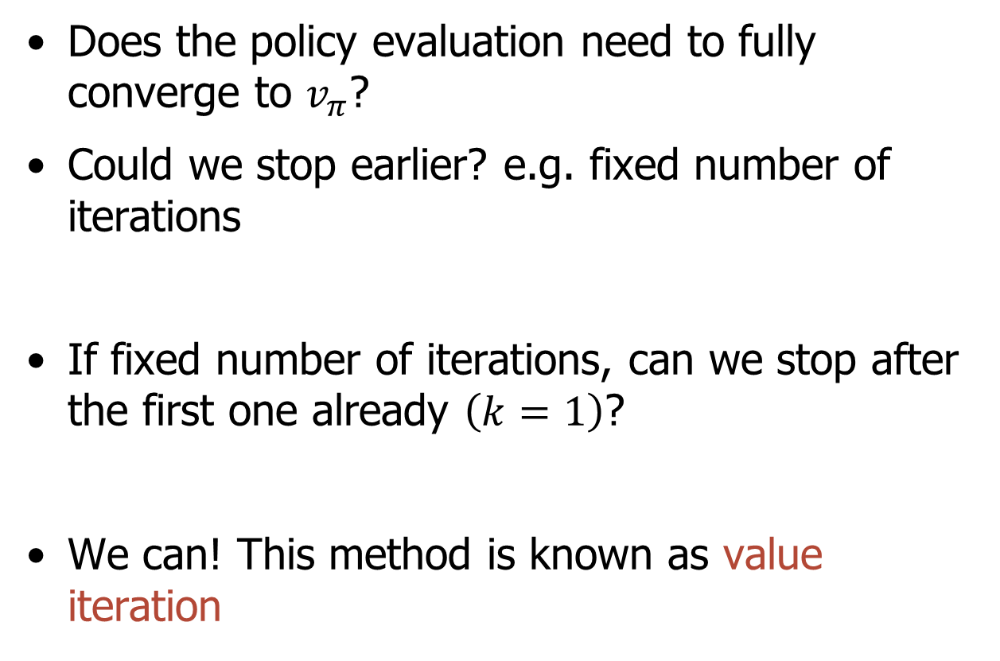 • Does the policy evaluation need to fully
converge to 𝑣𝜋?
• Could we stop earlier? e.g. fixed number of
iterations
• If fixed number of iterations, can we stop after
the first one already (𝑘 = 1)?
• We can! This method is known as value
iteration